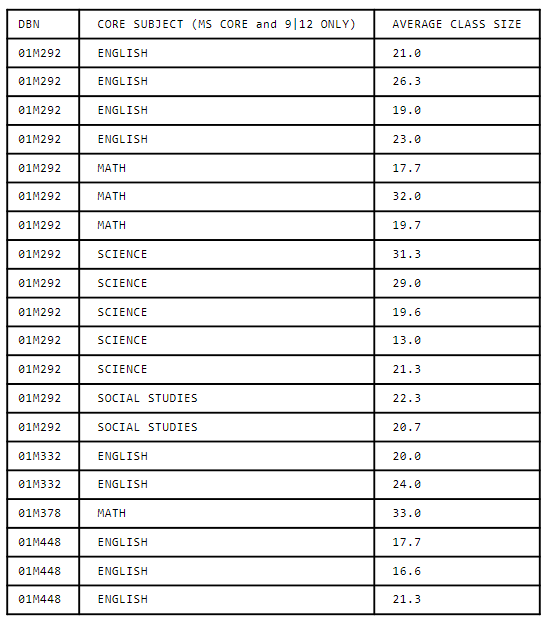 DBN CORE SUBJECT (MS CORE and 9|12 ONLY) AVERAGE CLASS SIZE
01M292 ENGLISH 21.0
01M292 ENGLISH 26.3
01M292 ENGLISH 19.0
01M292 ENGLISH 23.0
01M292 MATH 17.7
01M292 MATH 32.0
01M292 MATH 19.7
01M292 SCIENCE 31.3
01M292 SCIENCE 29.0
01M292 SCIENCE 19.6
01M292 SCIENCE 13.0
01M292 SCIENCE 21.3
01M292 SOCIAL STUDIES 22.3
01M292 SOCIAL STUDIES 20.7
01M332 ENGLISH 20.0
01M332 ENGLISH 24.0
01M378 MATH 33.0
01M448 ENGLISH 17.7
01M448 ENGLISH 16.6
01M448 ENGLISH 21.3